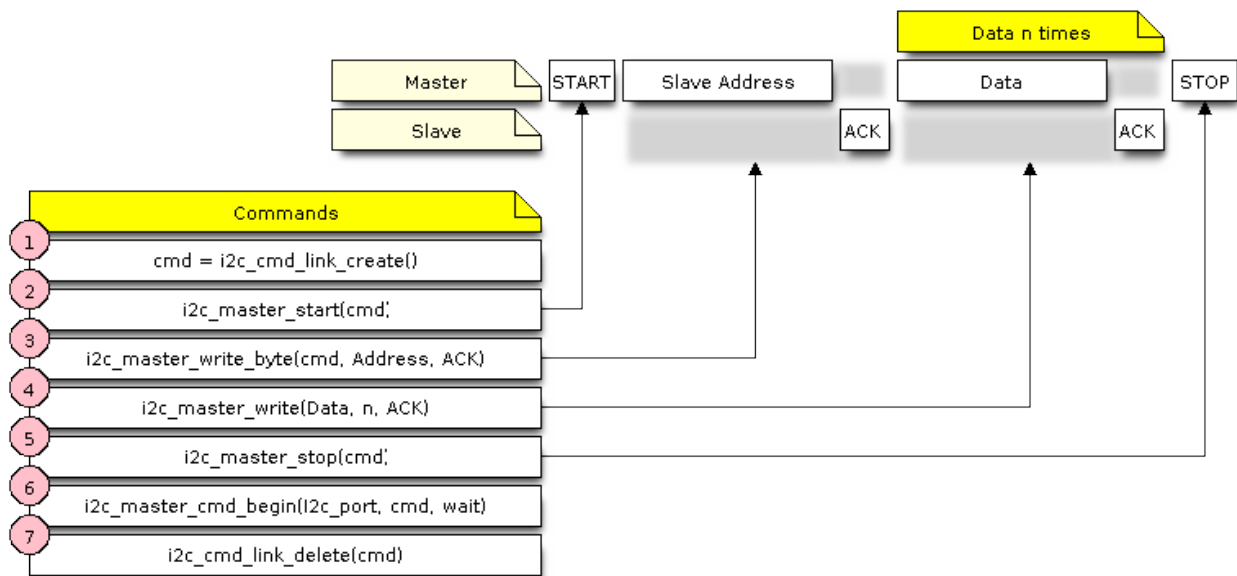 Data n times
Master START Slave Address Data STOP
Slave ACK ACK
Commands
1
cmd = i2c_cmd_link_create()
2
i2c_master_start(cmd)
3
i2c_master_write_byte(cmd, Address, ACK)
4
i2c_master_write(Data, n, ACK)
5
i2c_master_stop(cmd)
6
i2c_master_cmd_begin(I2c_port, cmd, wait)
7
i2c_cmd_link_delete(cmd)